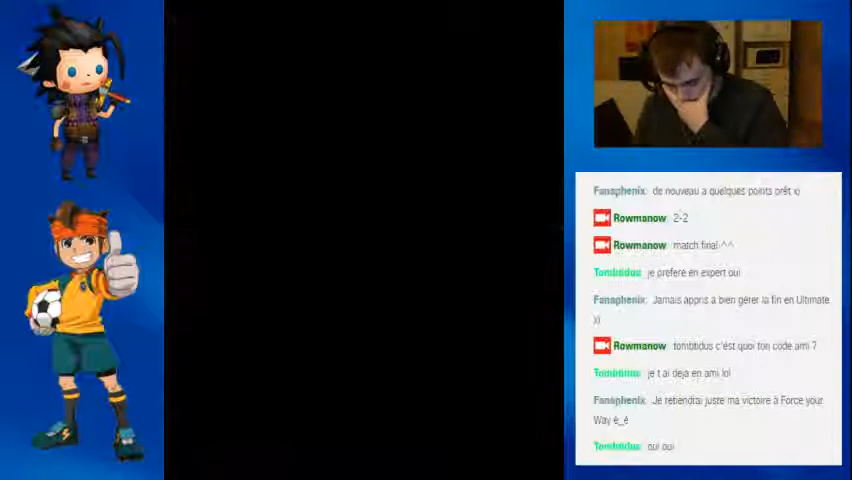 Fanaphenix: de nouveau a quelques points prêt x)
Rowmanow 2-2
Rowmanow match final ^^
Tombtidus: je prefere en expert oui
Fanaphenix: Jamais appris à bien gérer la fin en Ultimate
x)
Rowmanow tombtidus c'ést quoi ton code ami ?
Tombtidus: je t ai deja en ami lol
Fanaphenix: Je retiendrai juste ma victoire à Force your
Way è_é
Tombtidus: oui oui